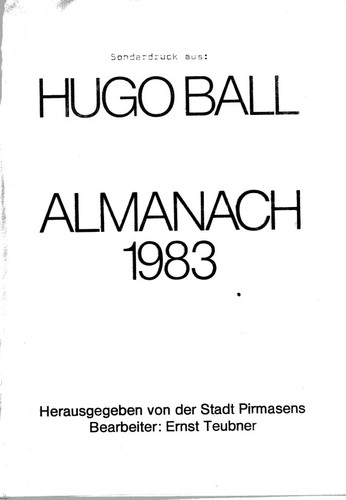 Sonderdruck aus:
HUGO BALL
ALMANACH
1983
Herausgegeben von der Stadt Pirmasens
Bearbeiter: Ernst Teubner